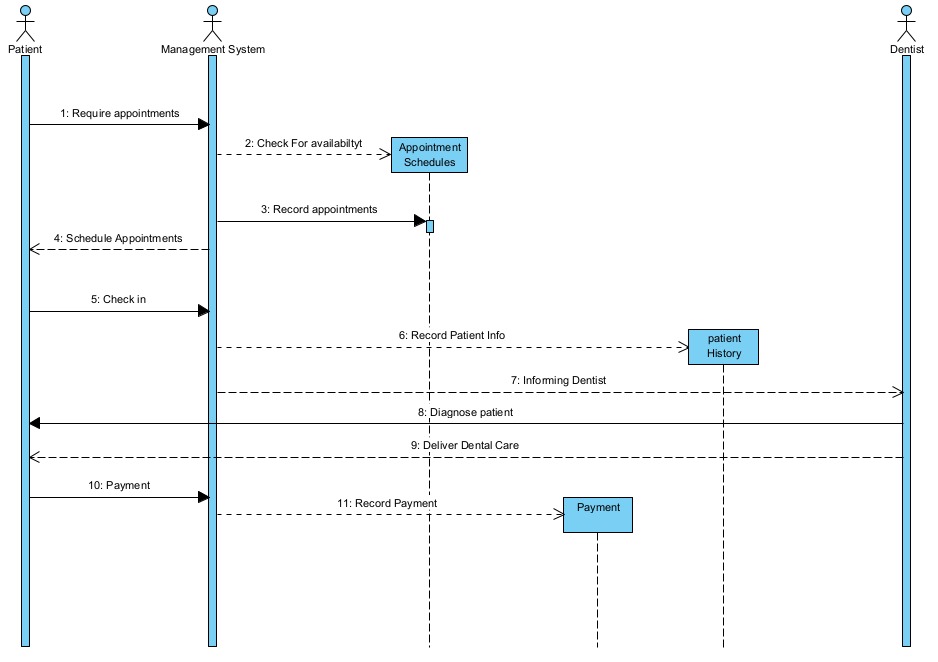 Patient
Management System
Dentist
1: Require appointments
2: Check For availabiltyt
Appointment
Schedules
3: Record appointments
4: Schedule Appointments
5: Check in
6: Record Patient Info
patient
History
7: Informing Dentist
8: Diagnose patient
9: Deliver Dental Care
10: Payment
11: Record Payment
Payment